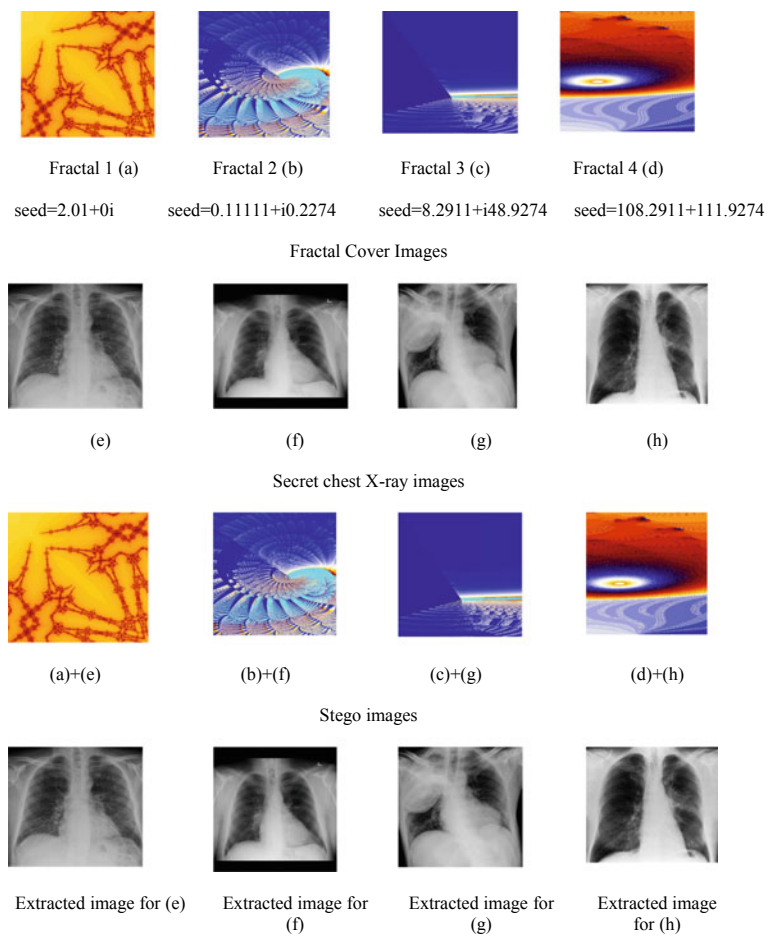 Fractal 1 (a) Fractal 2 (b) Fractal 3 (c) Fractal 4 (d)
seed=2.01+0i seed=0.11111+i0.2274 seed=8.2911+i48.9274 seed=108.2911+111.9274
Fractal Cover Images
(e) (f) (g) (h)
Secret chest X-ray images
(a)+(e) (b)+(f) (c)+(g) (d)+(h)
Stego images
Extracted image for (e) Extracted image for Extracted image for Extracted image
(f) (g) for (h)